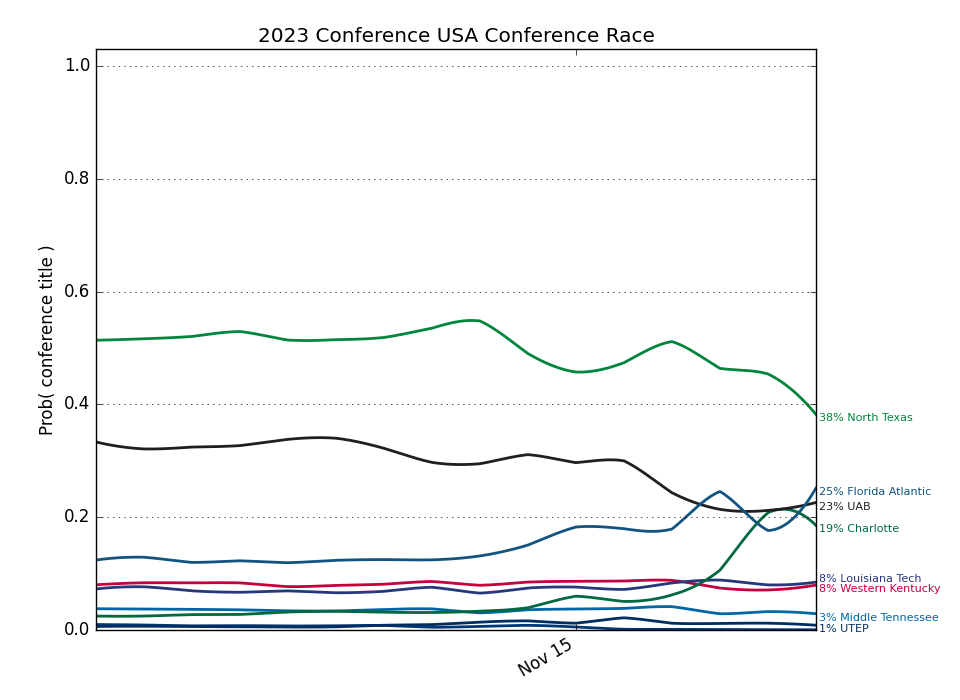 2023 Conference USA Conference Race
1.0
0.8
0.6
0.4
0.2
0.0
Prob( conference title )
Nov 15
38% North Texas
25% Florida Atlantic
23% UAB
19% Charlotte
8% Louisiana Tech
8% Western Kentucky
3% Middle Tennessee
1% UTEP